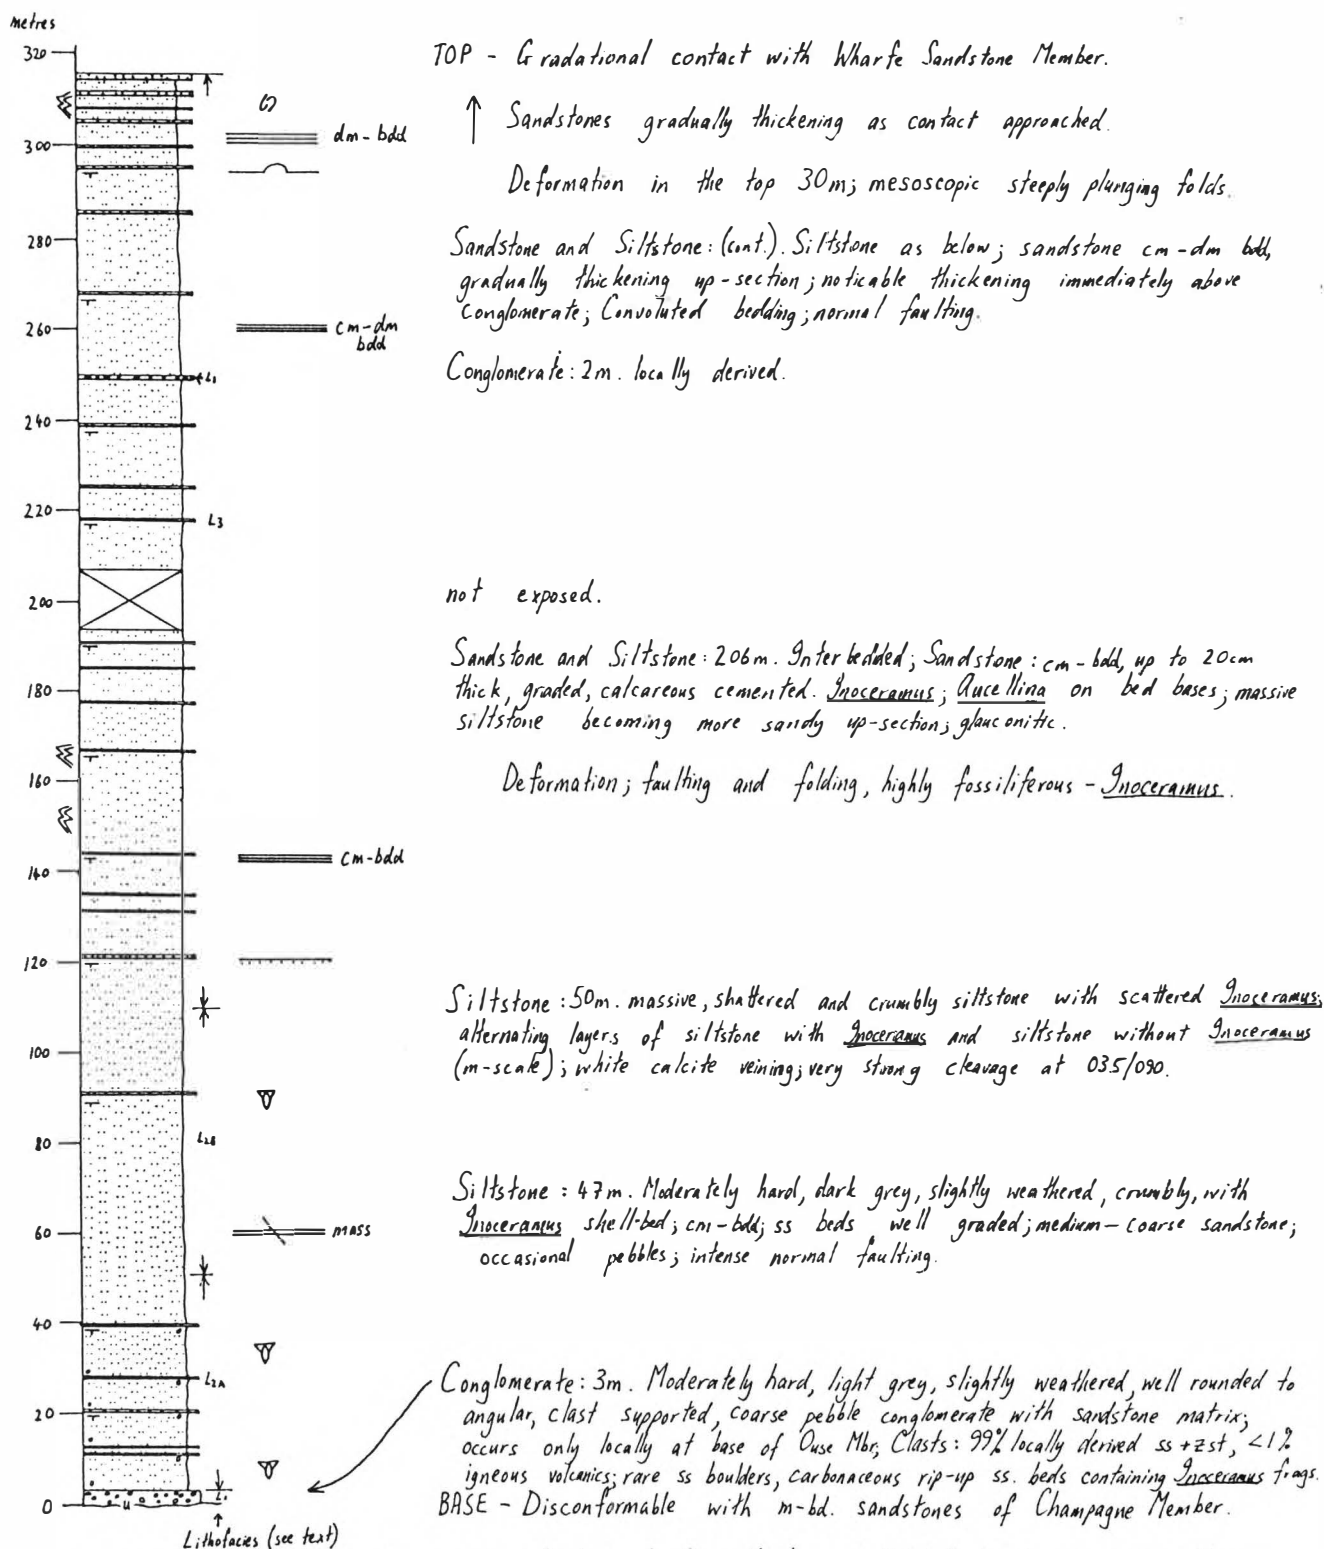 metres
320
TOP - Gradational contact with Wharfe Sandstone Member.
Sandstones gradually thickening as contact approached.
300
dm-bdd
Deformation in the top 30m; mesoscopic steeply plunging folds.
280
Sandstone and Siltstone: (cont.). Siltstone as below; sandstone cm-dm bdd,
gradually thickening up-section; noticable thickening immediately above
conglomerate; Convoluted bedding; normal faulting.
260
cm-dm
bdd
L1
Conglomerate: 2m. locally derived.
240
220
L3
200
not exposed.
Sandstone and Siltstone: 206m. Interbedded; Sandstone: cm-bdd, up to 20cm
thick, graded, calcareous cemented. Inoceramus; Aucellina on bed bases; massive
siltstone becoming more sandy up-section; glauconitic.
180
160
Deformation; faulting and folding, highly fossiliferous - Inoceramus.
140
cm-bdd
120
Siltstone: 50m. massive, shattered and crumbly siltstone with scattered Inoceramus;
alternating layers of siltstone with Inoceramus and siltstone without Inoceramus
(m-scale); white calcite veining; very strong cleavage at 035/090.
100
80
L2B
Siltstone: 47m. Moderately hard, dark grey, slightly weathered, crumbly, with
Inoceramus shell-bed; cm-bdd; ss beds well graded; medium-coarse sandstone;
occasional pebbles; intense normal faulting.
60
mass
40
L2A
Conglomerate: 3m. Moderately hard, light grey, slightly weathered, well rounded to
angular, clast supported, coarse pebble conglomerate with sandstone matrix;
occurs only locally at base of Ouse Mbr; Clasts: 99% locally derived ss + zst, <1%
igneous volcanics; rare ss boulders, carbonaceous rip-up ss. beds containing Inoceramus frags.
20
0
L1
BASE - Disconformable with m-bd. sandstones of Champagne Member.
Lithofacies (see text)